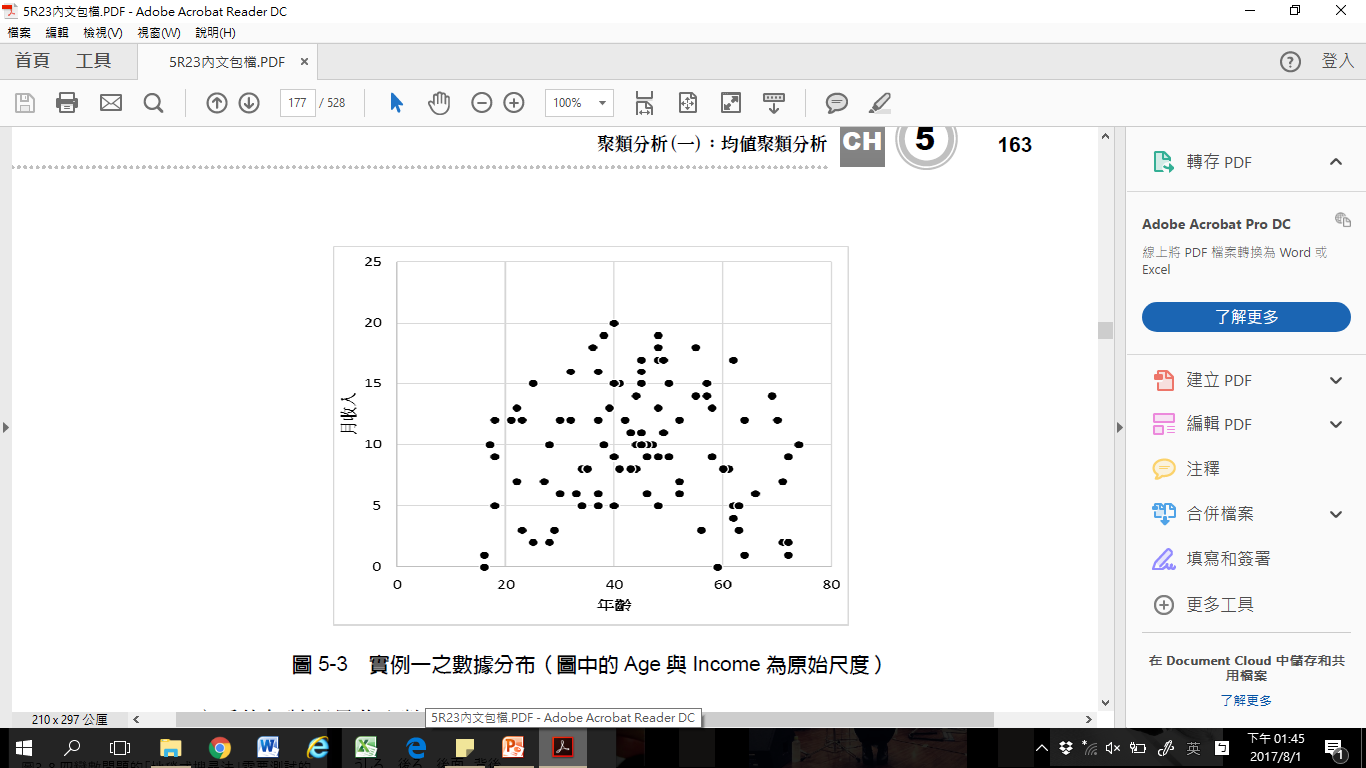 5R23內文包檔.PDF - Adobe Acrobat Reader DC
檔案 編輯 檢視(V) 視窗(W) 說明(H)
首頁 工具 5R23內文包檔.PDF × 登入
177 / 528 100%
聚類分析(一)：均值聚類分析 CH 5 163
25
20
15
10
5
0
月收入
0 20 40 60 80
年齡
圖 5-3 實例一之數據分布（圖中的 Age 與 Income 為原始尺度）
210 x 297 公厘
5R23內文包檔.PDF - Adobe Acrobat Reader DC
轉存 PDF
Adobe Acrobat Pro DC
線上將 PDF 檔案轉換為 Word 或
Excel
了解更多
建立 PDF
編輯 PDF
注釋
合併檔案
填寫和簽署
更多工具
在 Document Cloud 中儲存和共
用檔案
了解更多
英
下午 01:45
2017/8/1
1